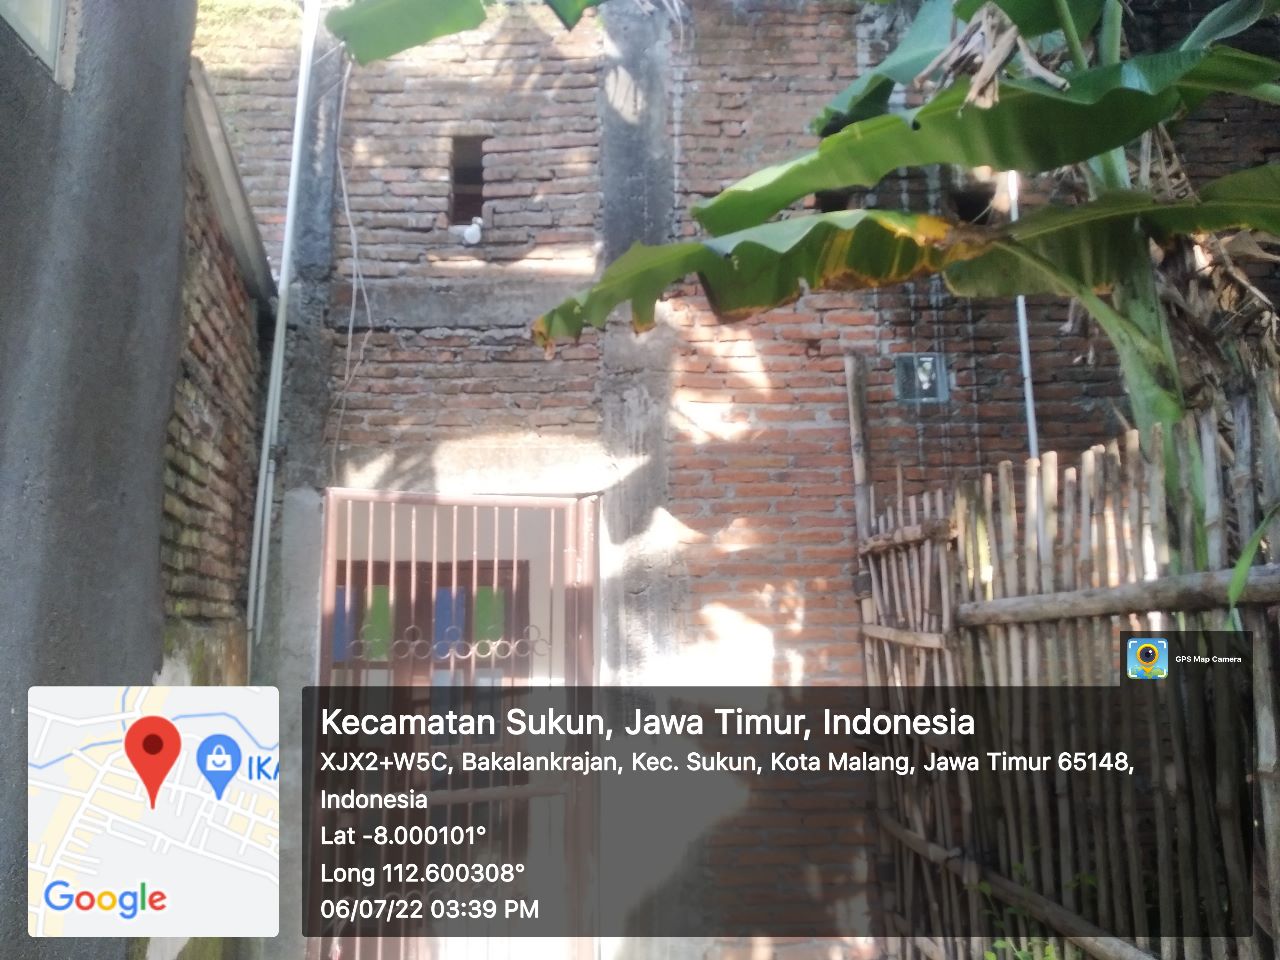 GPS Map Camera
Kecamatan Sukun, Jawa Timur, Indonesia
XJX2+W5C, Bakalankrajan, Kec. Sukun, Kota Malang, Jawa Timur 65148,
Indonesia
Lat -8.000101°
Long 112.600308°
06/07/22 03:39 PM
IKA
Google